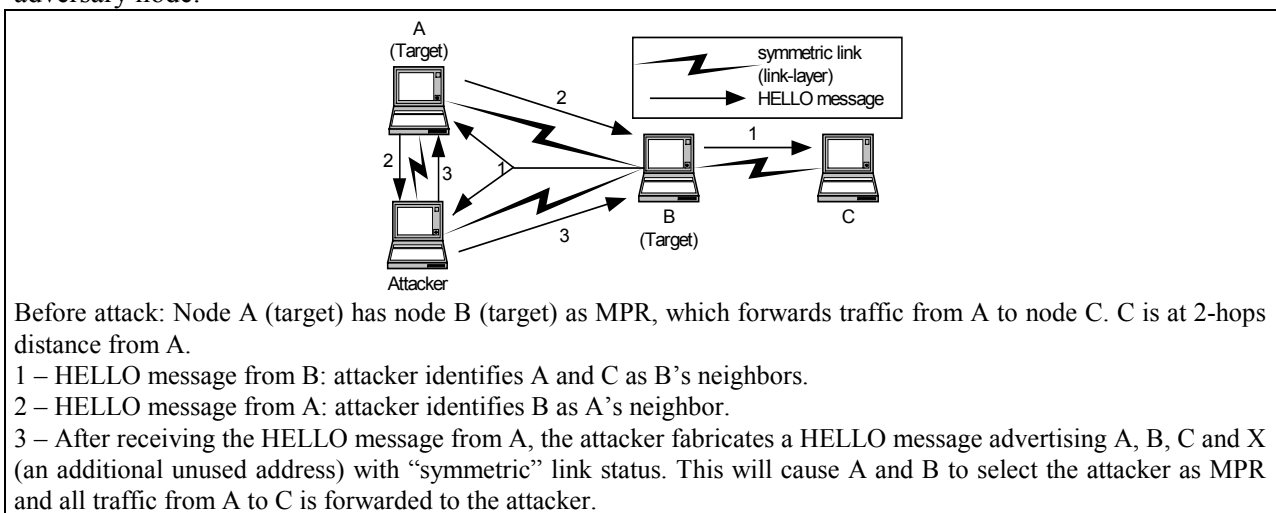 adversary node.
A
(Target)
symmetric link
(link-layer)
HELLO message
2
1
2
3
1
B
(Target)
C
3
Attacker
Before attack: Node A (target) has node B (target) as MPR, which forwards traffic from A to node C. C is at 2-hops
distance from A.
1 – HELLO message from B: attacker identifies A and C as B's neighbors.
2 – HELLO message from A: attacker identifies B as A's neighbor.
3 – After receiving the HELLO message from A, the attacker fabricates a HELLO message advertising A, B, C and X
(an additional unused address) with “symmetric” link status. This will cause A and B to select the attacker as MPR
and all traffic from A to C is forwarded to the attacker.